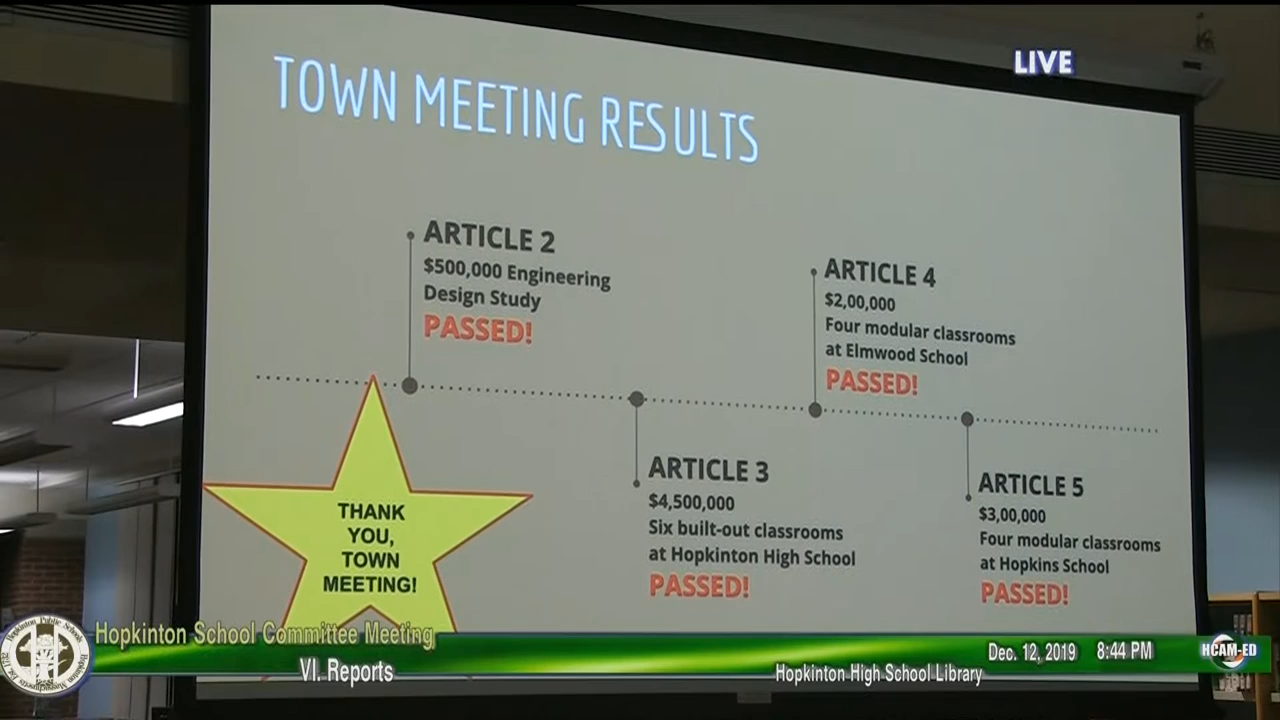 LIVE
TOWN MEETING RESULTS
ARTICLE 2
$500,000 Engineering
Design Study
PASSED!
ARTICLE 4
$2,00,000
Four modular classrooms
at Elmwood School
PASSED!
ARTICLE 3
$4,500,000
Six built-out classrooms
at Hopkinton High School
PASSED!
ARTICLE 5
$3,00,000
Four modular classrooms
at Hopkins School
PASSED!
THANK
YOU,
TOWN
MEETING!
Hopkinton School Committee Meeting
VI. Reports
Hopkinton High School Library
Dec. 12, 2019 8:44 PM
HCAM-ED
Hopkinton Public Schools